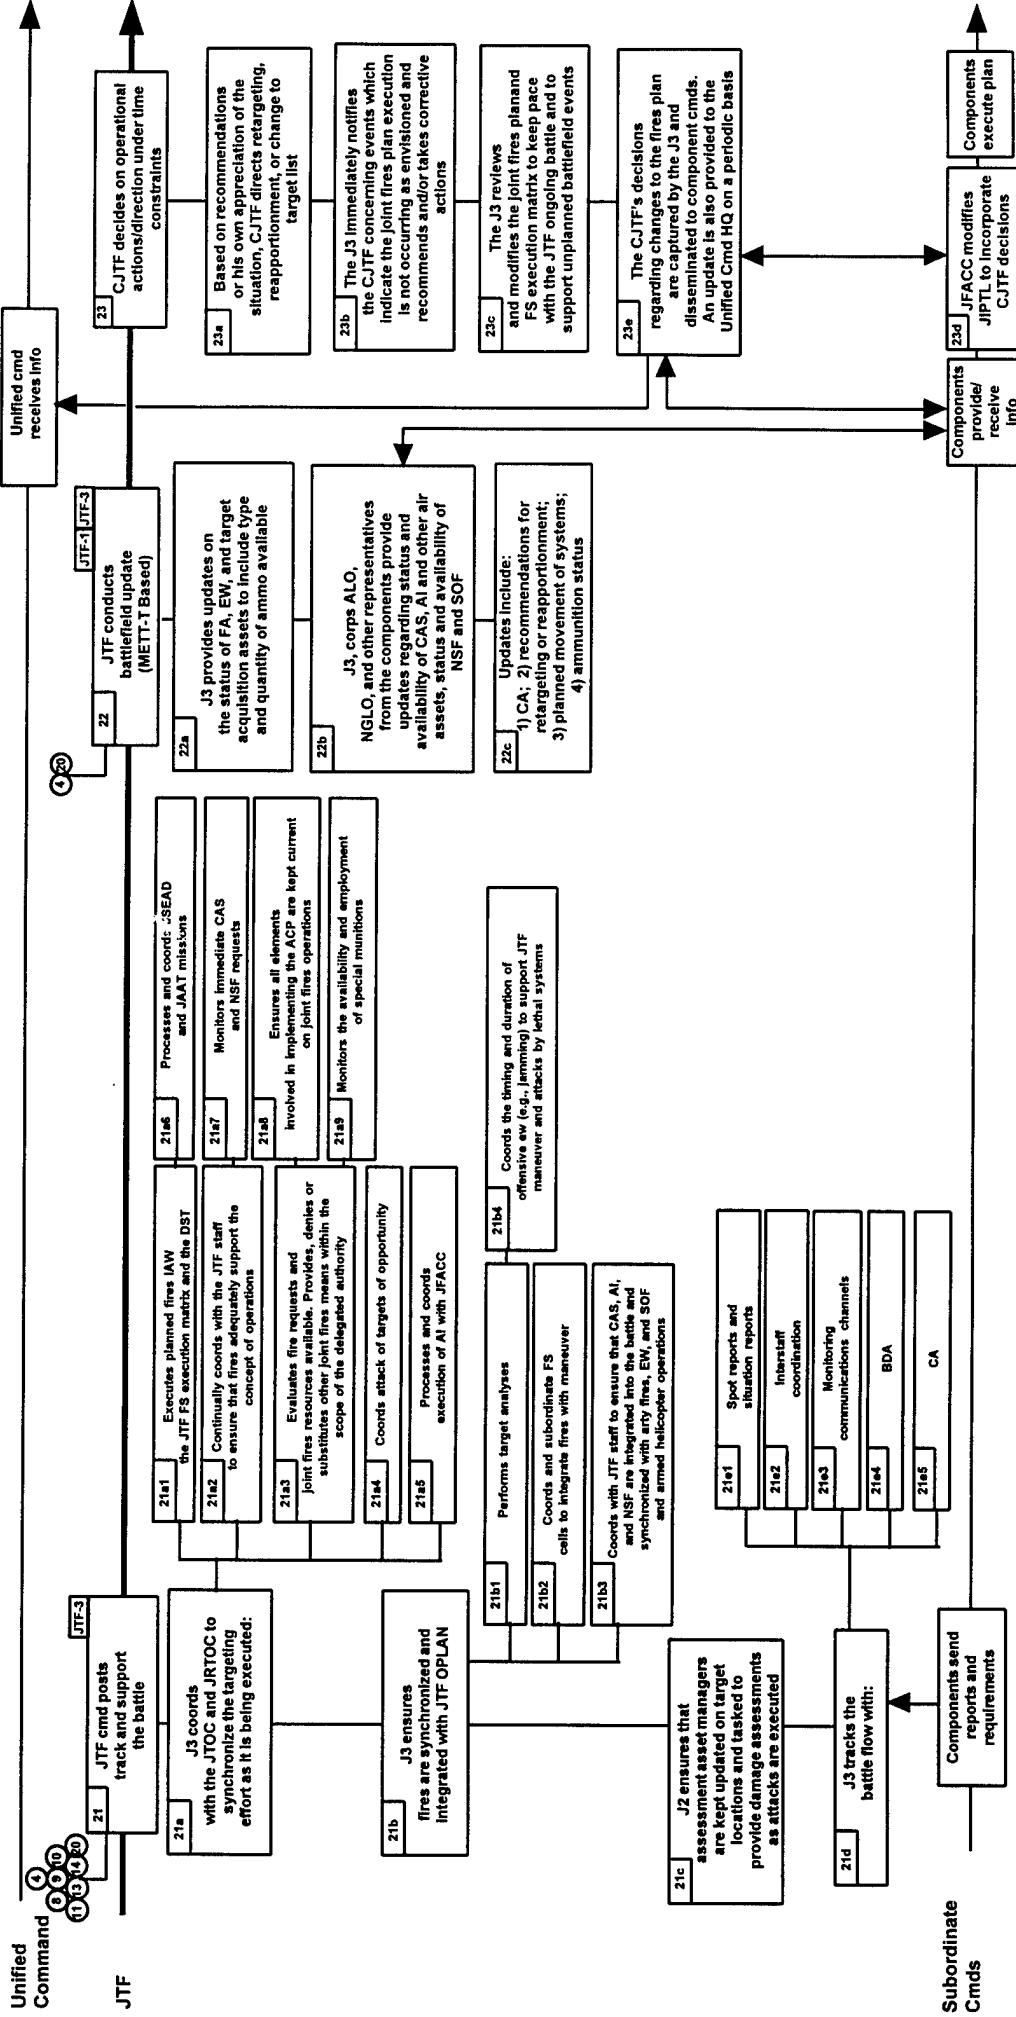 Unified
Command
Unified cmd
receives info
JTF
4
8
9
10
11
13
14
20
JTF-3
21
JTF cmd posts
track and support
the battle
21a
J3 coords
with the JTOC and JRTOC to
synchronize the targeting
effort as it is being executed:
21a1
Executes planned fires IAW
the JTF FS execution matrix and the DST
21a2
Continually coords with the JTF staff
to ensure that fires adequately support the
concept of operations
21a3
Evaluates fire requests and
joint fires resources available. Provides, denies or
substitutes other joint fires means within the
scope of the delegated authority
21a4
Coords attack of targets of opportunity
21a5
Processes and coords
execution of AI with JFACC
21a6
Processes and coords JSEAD
and JAAT missions
21a7
Monitors immediate CAS
and NSF requests
21a8
Ensures all elements
involved in implementing the ACP are kept current
on joint fires operations
21a9
Monitors the availability and employment
of special munitions
21b
J3 ensures
fires are synchronized and
integrated with JTF OPLAN
21b1
Performs target analyses
21b2
Coords and subordinate FS
cells to integrate fires with maneuver
21b3
Coords with JTF staff to ensure that CAS, AI,
and NSF are integrated into the battle and
synchronized with arty fires, EW, and SOF
and armed helicopter operations
21b4
Coords the timing and duration of
offensive ew (e.g., jamming) to support JTF
maneuver and attacks by lethal systems
21c
J2 ensures that
assessment asset managers
are kept updated on target
locations and tasked to
provide damage assessments
as attacks are executed
21d
J3 tracks the
battle flow with:
21e1
Spot reports and
situation reports
21e2
Interstaff
coordination
21e3
Monitoring
communications channels
21e4
BDA
21e5
CA
4
20
JTF-1
JTF-3
22
JTF conducts
battlefield update
(METT-T Based)
22a
J3 provides updates on
the status of FA, EW, and target
acquisition assets to include type
and quantity of ammo available
22b
J3, corps ALO,
NGLO, and other representatives
from the components provide
updates regarding status and
availability of CAS, AI and other air
assets, status and availability of
NSF and SOF
22c
Updates include:
1) CA; 2) recommendations for
retargeting or reapportionment;
3) planned movement of systems;
4) ammunition status
23
CJTF decides on operational
actions/direction under time
constraints
23a
Based on recommendations
or his own appreciation of the
situation, CJTF directs retargeting,
reapportionment, or change to
target list
23b
The J3 immediately notifies
the CJTF concerning events which
indicate the joint fires plan execution
is not occurring as envisioned and
recommends and/or takes corrective
actions
23c
The J3 reviews
and modifies the joint fires planand
FS execution matrix to keep pace
with the JTF ongoing battle and to
support unplanned battlefield events
23e
The CJTF's decisions
regarding changes to the fires plan
are captured by the J3 and
disseminated to component cmds.
An update is also provided to the
Unified Cmd HQ on a periodic basis
Subordinate
Cmds
Components send
reports and
requirements
Components
provide/
receive
info
23d
JFACC modifies
JIPTL to incorporate
CJTF decisions
Components
execute plan